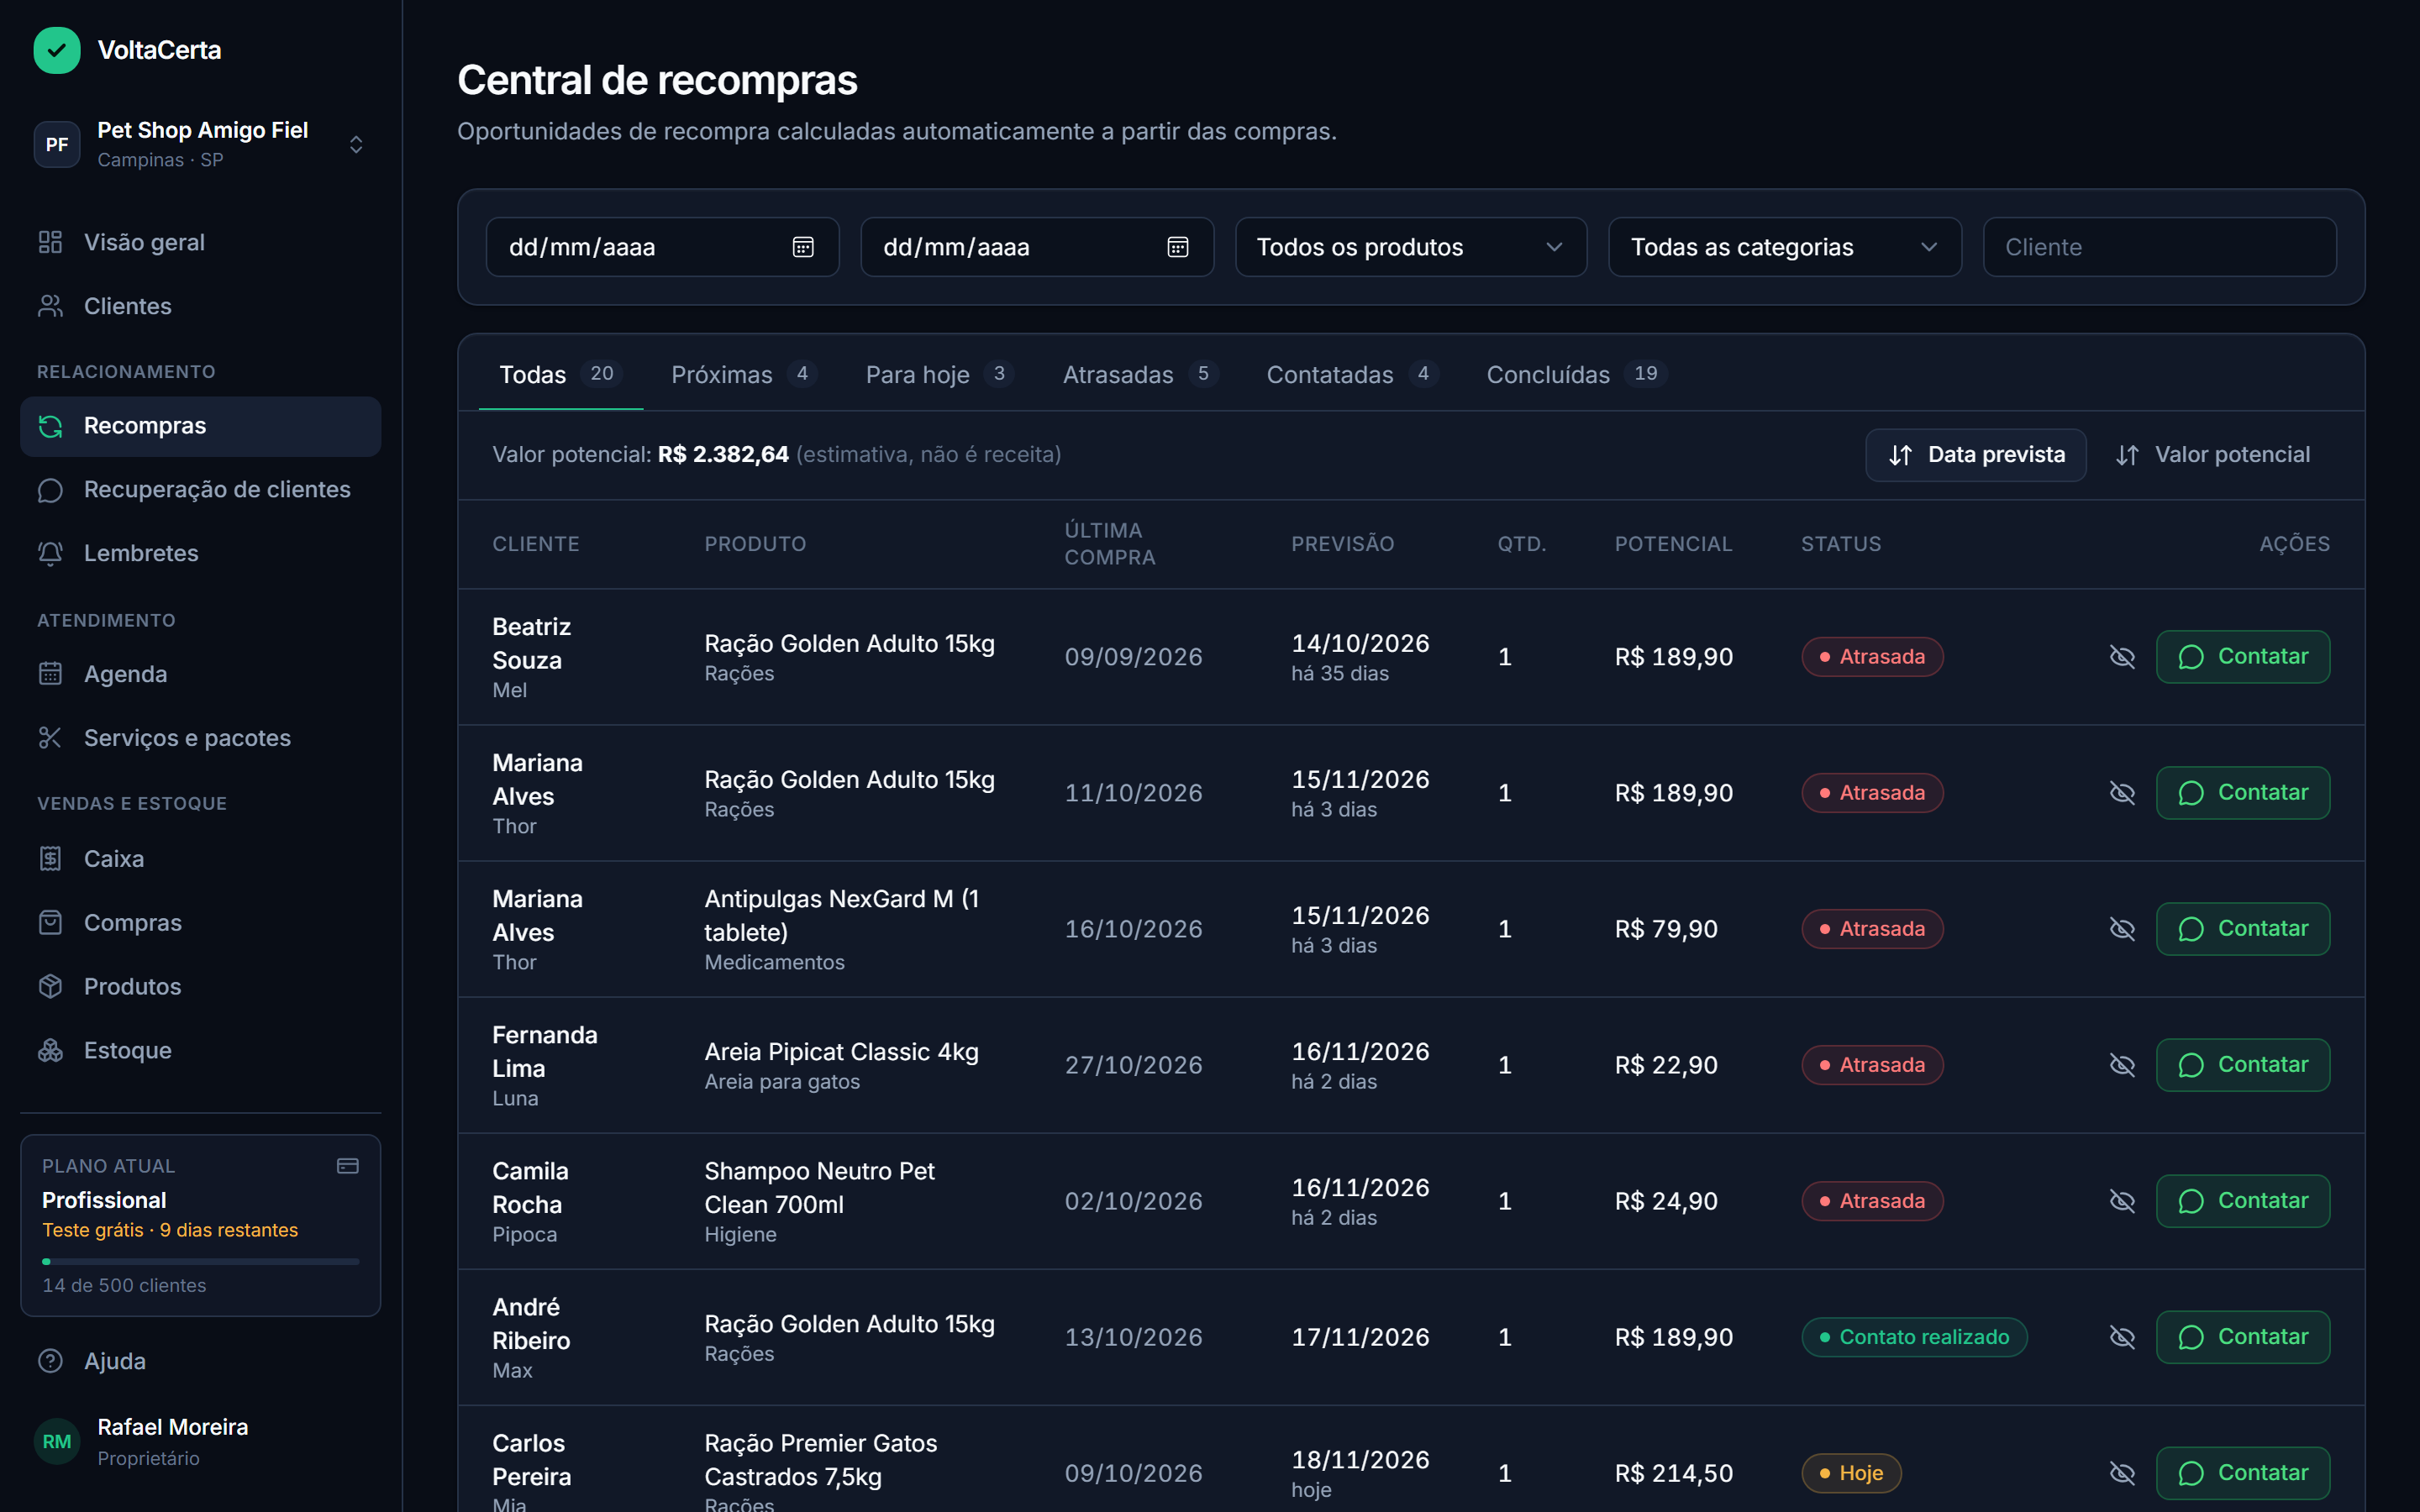 VoltaCerta
PF
Pet Shop Amigo Fiel
Campinas · SP
Visão geral
Clientes
RELACIONAMENTO
Recompras
Recuperação de clientes
Lembretes
ATENDIMENTO
Agenda
Serviços e pacotes
VENDAS E ESTOQUE
Caixa
Compras
Produtos
Estoque
PLANO ATUAL
Profissional
Teste grátis · 9 dias restantes
14 de 500 clientes
Ajuda
RM
Rafael Moreira
Proprietário
Central de recompras
Oportunidades de recompra calculadas automaticamente a partir das compras.
dd/mm/aaaa
dd/mm/aaaa
Todos os produtos
Todas as categorias
Cliente
Todas 20
Próximas 4
Para hoje 3
Atrasadas 5
Contatadas 4
Concluídas 19
Valor potencial: R$ 2.382,64 (estimativa, não é receita)
Data prevista
Valor potencial
CLIENTE
PRODUTO
ÚLTIMA
COMPRA
PREVISÃO
QTD.
POTENCIAL
STATUS
AÇÕES
Beatriz
Souza
Mel
Ração Golden Adulto 15kg
Rações
09/09/2026
14/10/2026
há 35 dias
1
R$ 189,90
Atrasada
Contatar
Mariana
Alves
Thor
Ração Golden Adulto 15kg
Rações
11/10/2026
15/11/2026
há 3 dias
1
R$ 189,90
Atrasada
Contatar
Mariana
Alves
Thor
Antipulgas NexGard M (1
tablete)
Medicamentos
16/10/2026
15/11/2026
há 3 dias
1
R$ 79,90
Atrasada
Contatar
Fernanda
Lima
Luna
Areia Pipicat Classic 4kg
Areia para gatos
27/10/2026
16/11/2026
há 2 dias
1
R$ 22,90
Atrasada
Contatar
Camila
Rocha
Pipoca
Shampoo Neutro Pet
Clean 700ml
Higiene
02/10/2026
16/11/2026
há 2 dias
1
R$ 24,90
Atrasada
Contatar
André
Ribeiro
Max
Ração Golden Adulto 15kg
Rações
13/10/2026
17/11/2026
1
R$ 189,90
Contato realizado
Contatar
Carlos
Pereira
Mia
Ração Premier Gatos
Castrados 7,5kg
Rações
09/10/2026
18/11/2026
hoje
1
R$ 214,50
Hoje
Contatar